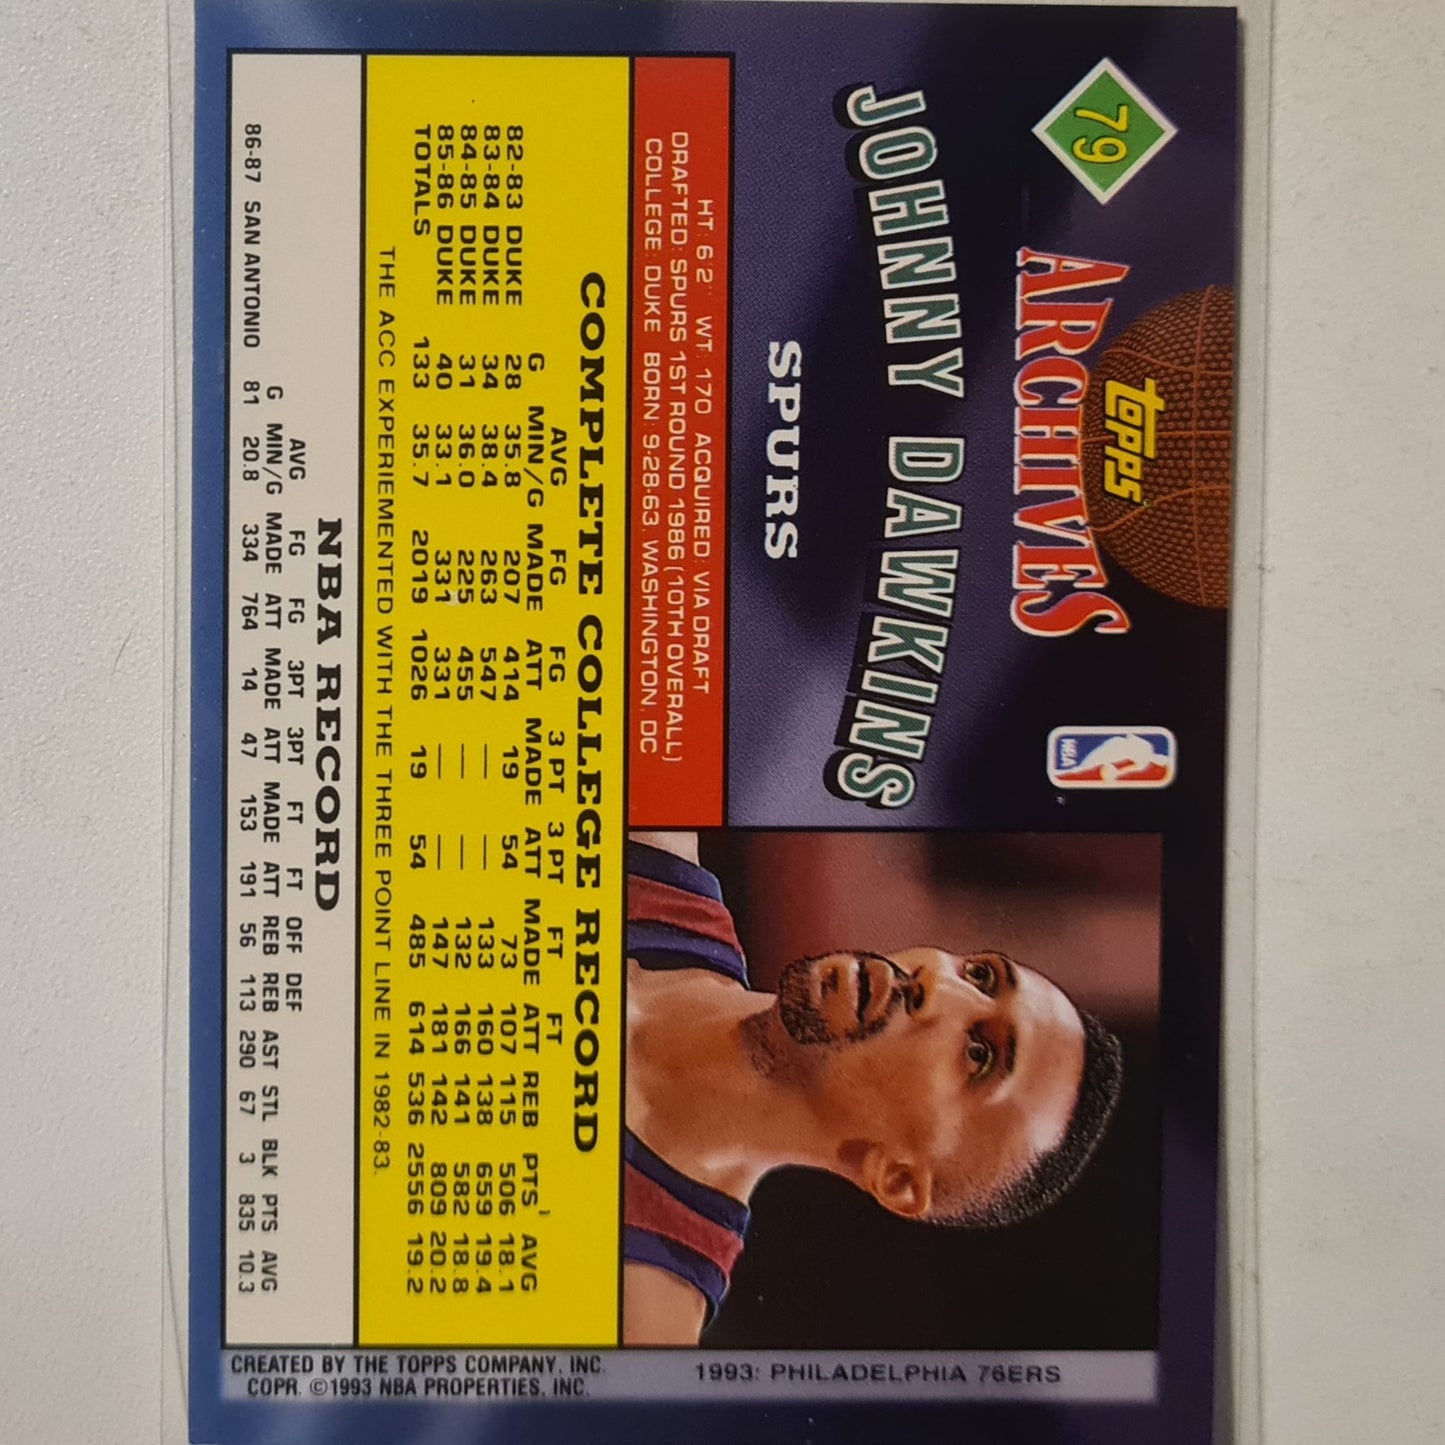 79
topps
ARCHIVES
NBA
JOHNNY DAWKINS
SPURS
HT: 6'2" WT: 170 ACQUIRED: VIA DRAFT
DRAFTED: SPURS 1ST ROUND 1986 (10TH OVERALL)
COLLEGE: DUKE BORN: 9-28-63, WASHINGTON, DC
COMPLETE COLLEGE RECORD
AVG FG FG 3 PT 3 PT FT FT
G MIN/G MADE ATT MADE ATT MADE ATT REB PTS AVG
82-83 DUKE 28 35.8 207 414 19 54 73 107 115 506 18.1
83-84 DUKE 34 38.4 263 547 — — 133 160 138 659 19.4
84-85 DUKE 31 36.0 225 455 — — 132 166 141 582 18.8
85-86 DUKE 40 33.1 331 331 — — 147 181 142 809 20.2
TOTALS 133 35.7 2019 1026 19 54 485 614 536 2556 19.2
THE ACC EXPERIEMENTED WITH THE THREE POINT LINE IN 1982-83.
NBA RECORD
AVG FG FG 3PT 3PT FT FT OFF DEF
G MIN/G MADE ATT MADE ATT MADE ATT REB REB AST STL BLK PTS AVG
86-87 SAN ANTONIO 81 20.8 334 764 14 47 153 191 56 113 290 67 3 835 10.3
1993: PHILADELPHIA 76ERS
CREATED BY THE TOPPS COMPANY, INC.
COPR. ©1993 NBA PROPERTIES, INC.